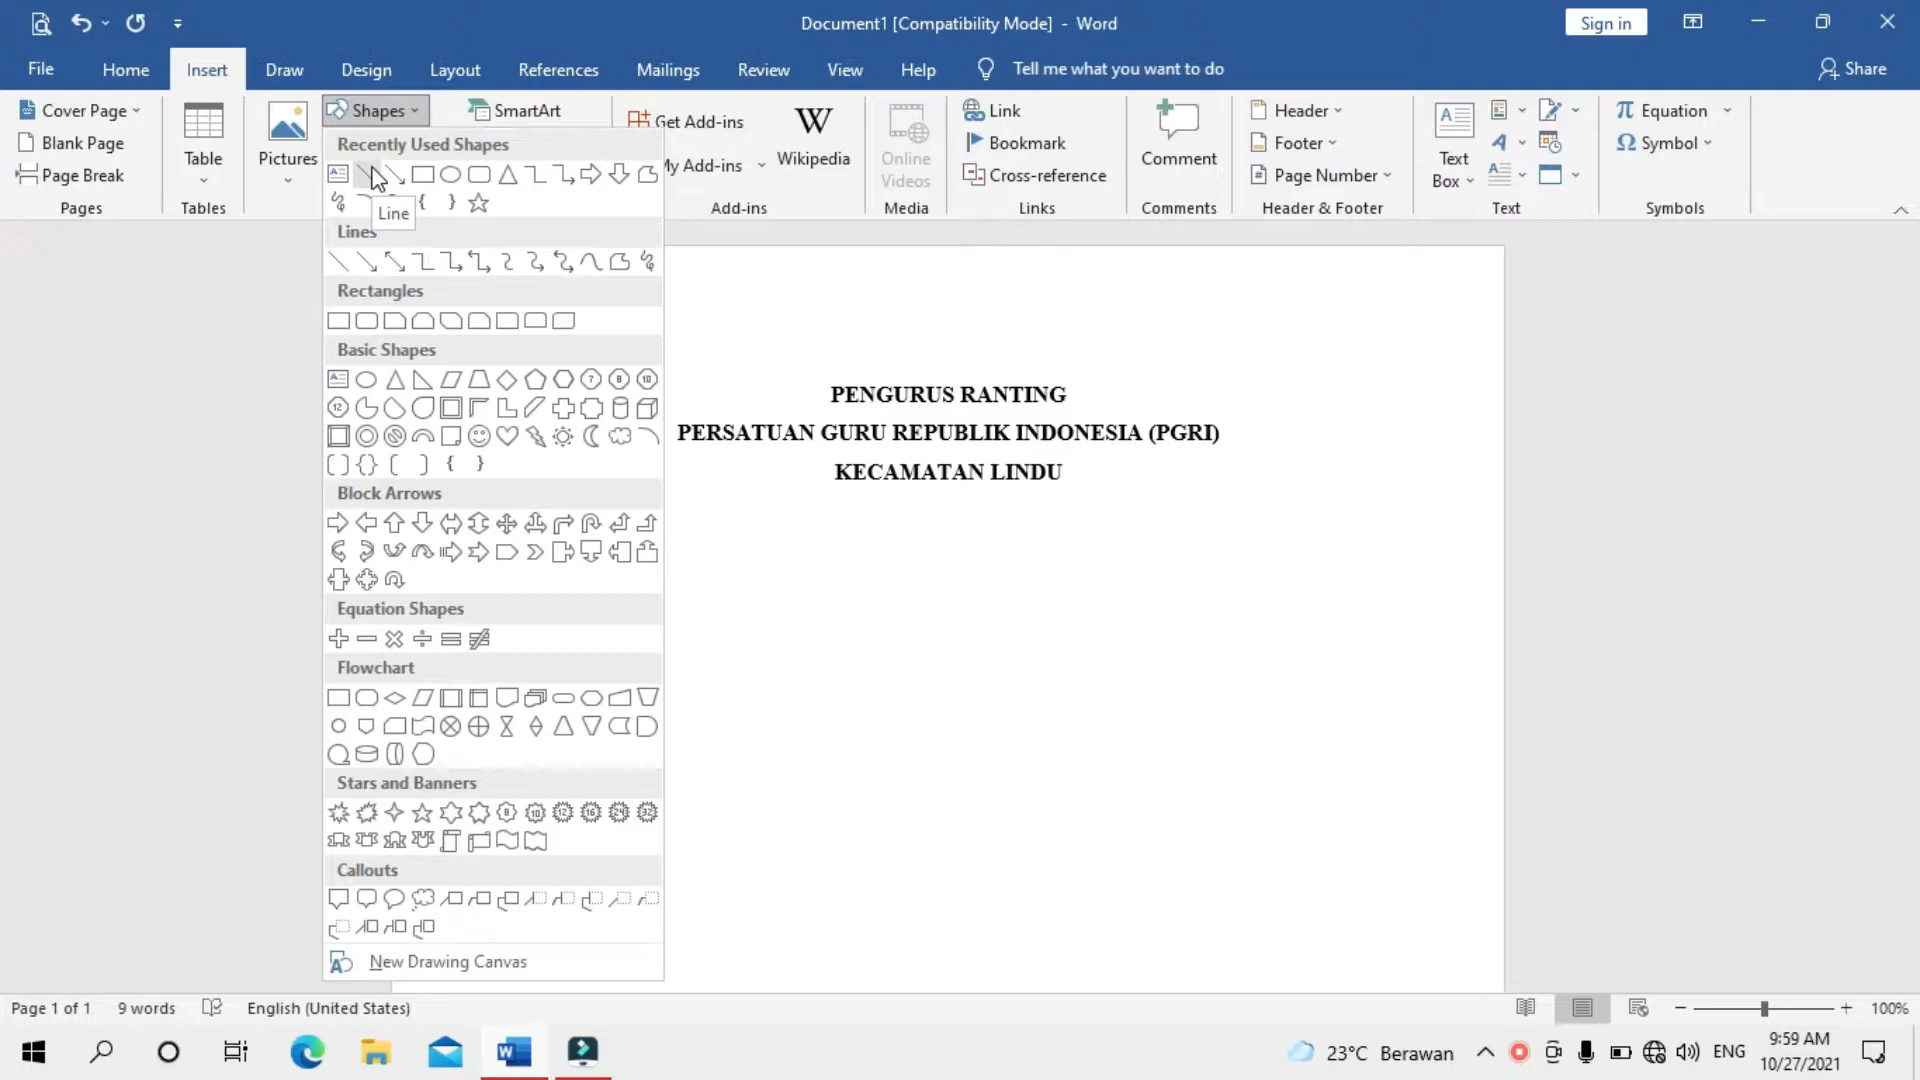 Document1 [Compatibility Mode] - Word
Sign in
File
Home
Insert
Draw
Design
Layout
References
Mailings
Review
View
Help
Tell me what you want to do
Share
Cover Page
Blank Page
Page Break
Pages
Table
Tables
Pictures
Shapes
SmartArt
Get Add-ins
My Add-ins
Wikipedia
Add-ins
Online
Videos
Media
Link
Bookmark
Cross-reference
Links
Comment
Comments
Header
Footer
Page Number
Header & Footer
Text
Box
Text
Equation
Symbol
Symbols
Recently Used Shapes
Line
Lines
Rectangles
Basic Shapes
Block Arrows
Equation Shapes
Flowchart
Stars and Banners
Callouts
New Drawing Canvas
PENGURUS RANTING
PERSATUAN GURU REPUBLIK INDONESIA (PGRI)
KECAMATAN LINDU
Page 1 of 1
9 words
English (United States)
100%
23°C Berawan
ENG
9:59 AM
10/27/2021